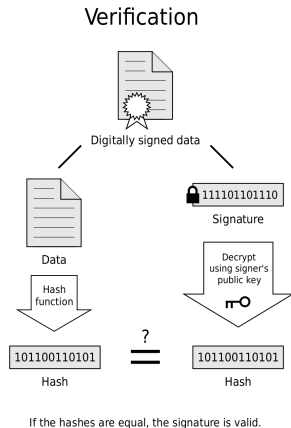 Verification
Digitally signed data
111101101110
Signature
Data
Hash
function
Decrypt
using signer's
public key
?
101100110101
Hash
=
101100110101
Hash
If the hashes are equal, the signature is valid.